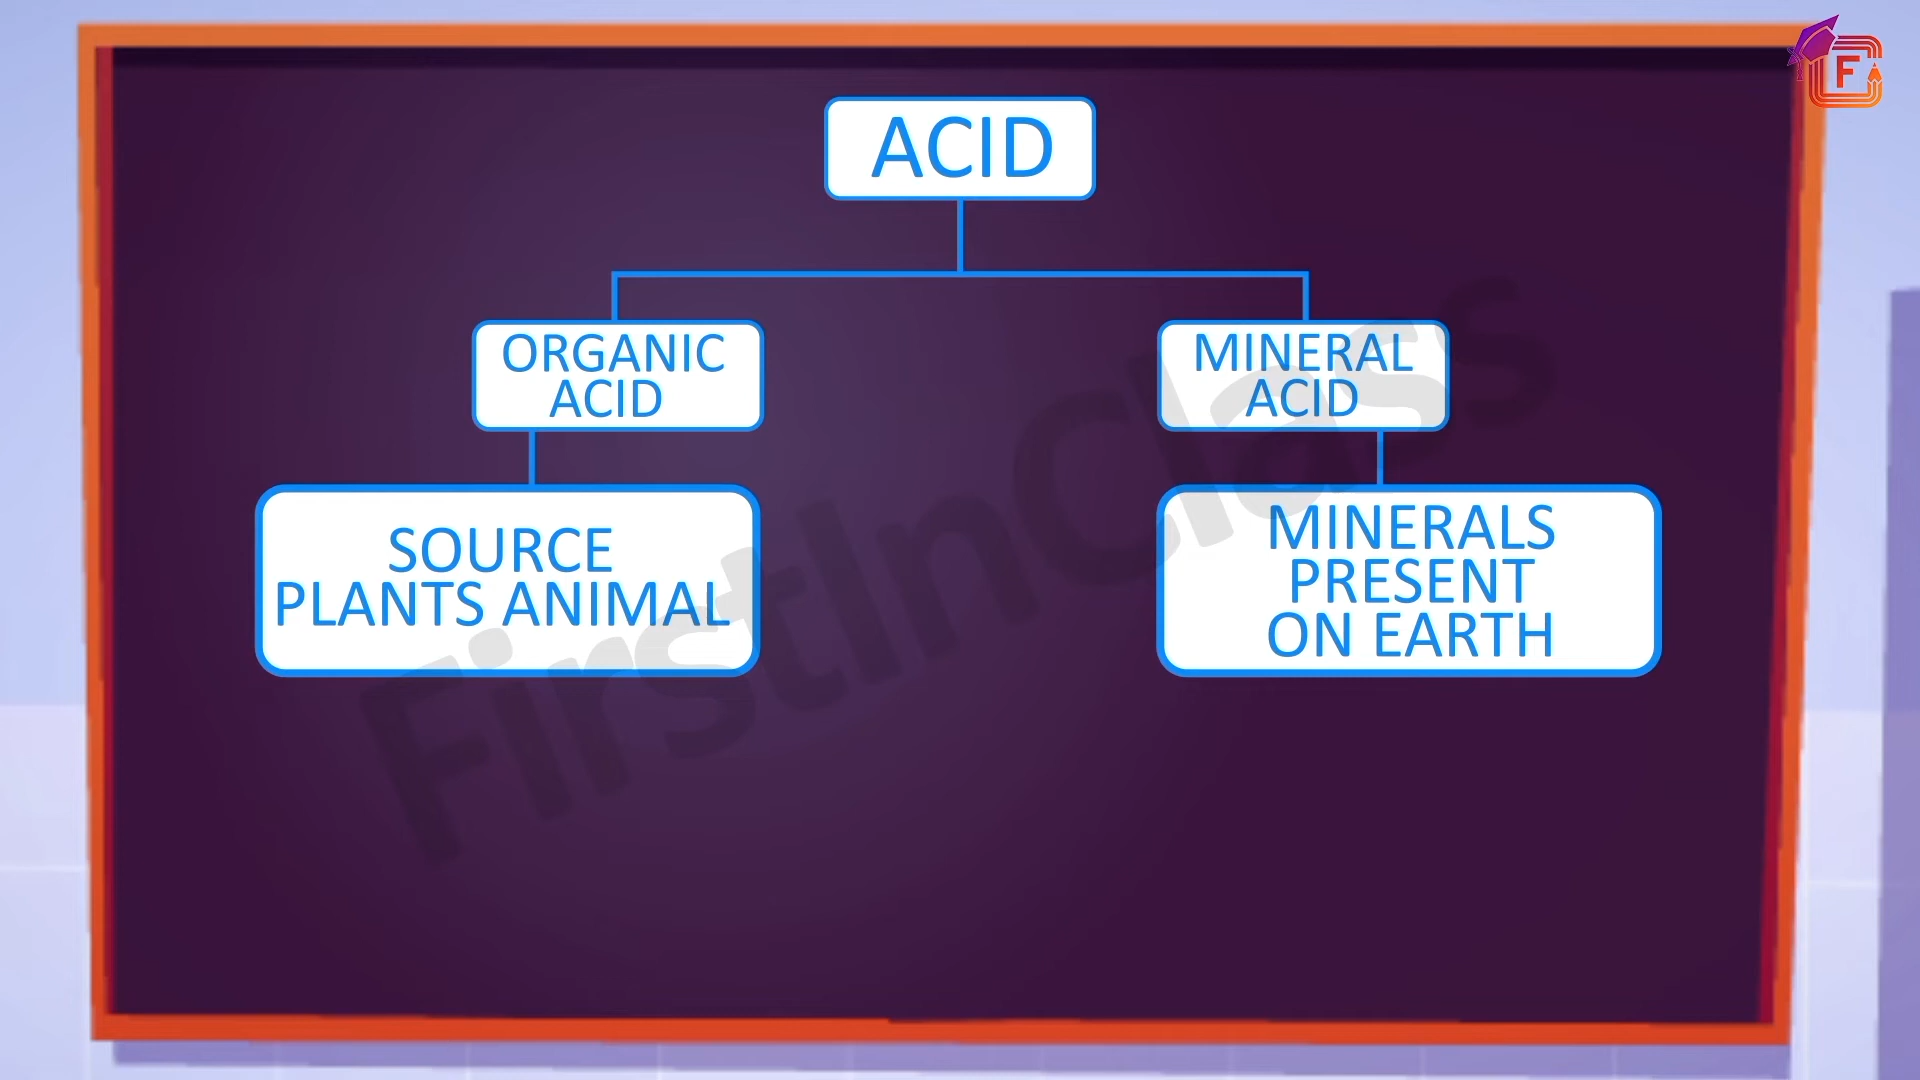 F
ACID
ORGANIC
ACID
MINERAL
ACID
SOURCE
PLANTS ANIMAL
MINERALS
PRESENT
ON EARTH
FirstInClass